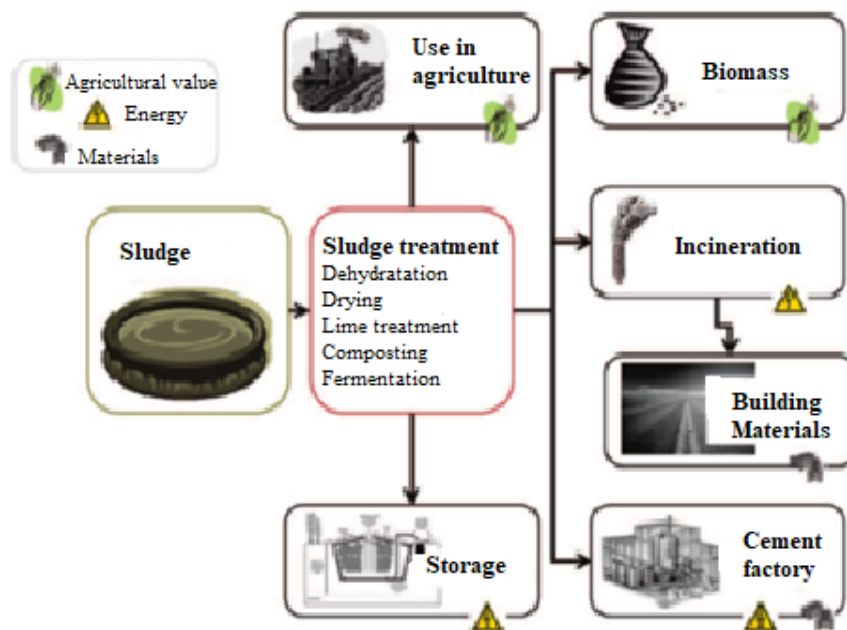 Agricultural value
Energy
Materials
Use in
agriculture
Biomass
Sludge
Sludge treatment
Dehydratation
Drying
Lime treatment
Composting
Fermentation
Incineration
Building
Materials
Storage
Cement
factory